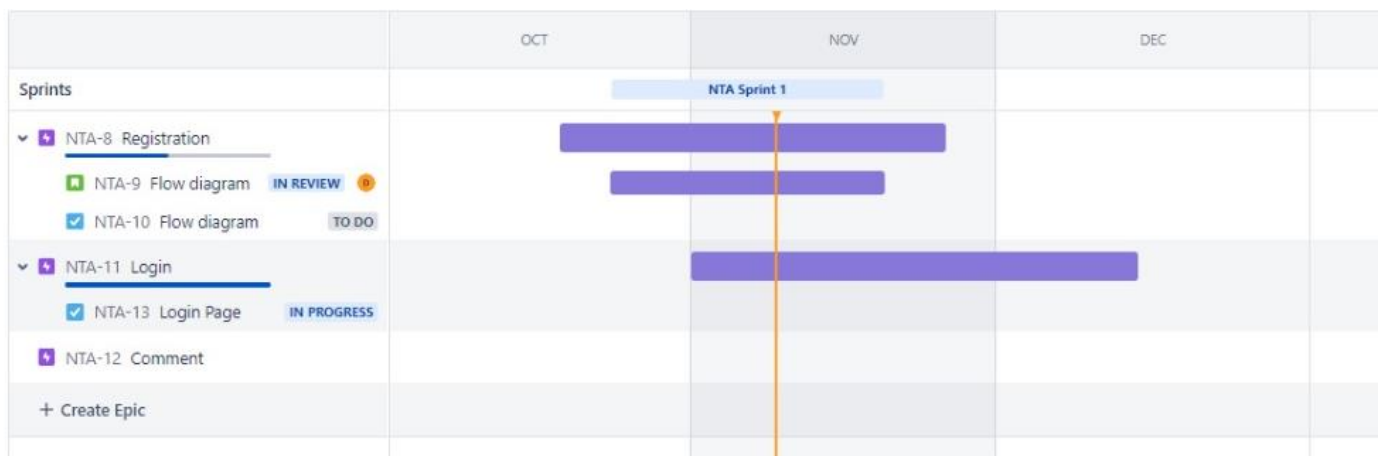 OCT NOV DEC
Sprints NTA Sprint 1
NTA-8 Registration
NTA-9 Flow diagram IN REVIEW
NTA-10 Flow diagram TO DO
NTA-11 Login
NTA-13 Login Page IN PROGRESS
NTA-12 Comment
+ Create Epic